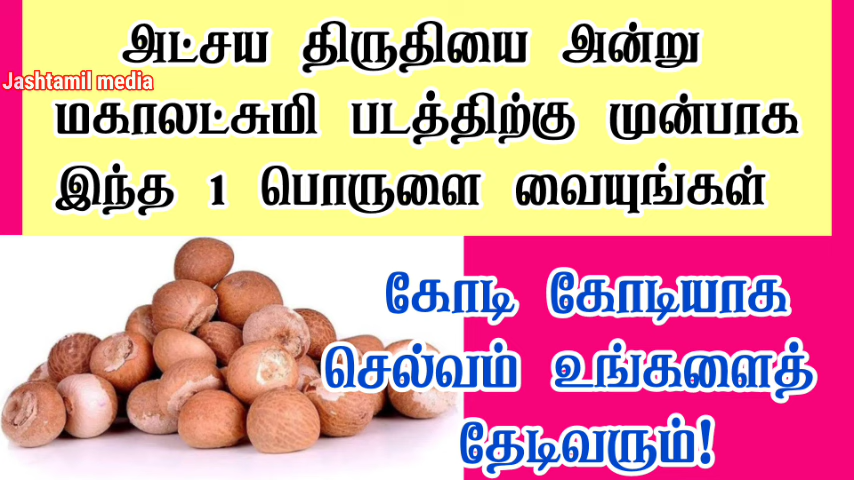 அட்சய திருதியை அன்று
Jashtamil media
மகாலட்சுமி படத்திற்கு முன்பாக
இந்த 1 பொருளை வையுங்கள்
கோடி கோடியாக
செல்வம் உங்களைத்
தேடிவரும்!